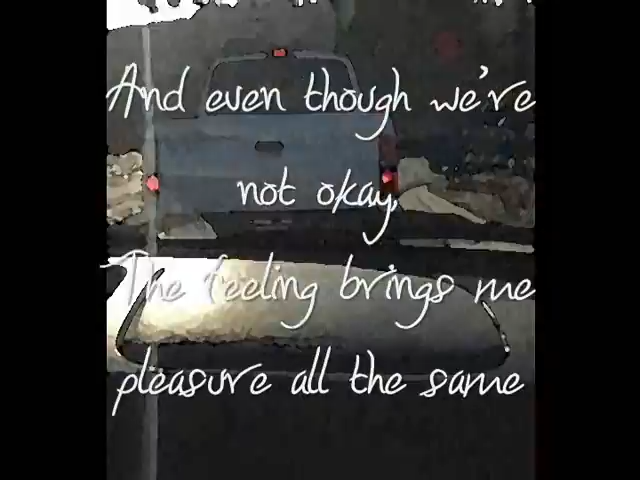 And even though we're
not okay,
The feeling brings me
pleasure all the same